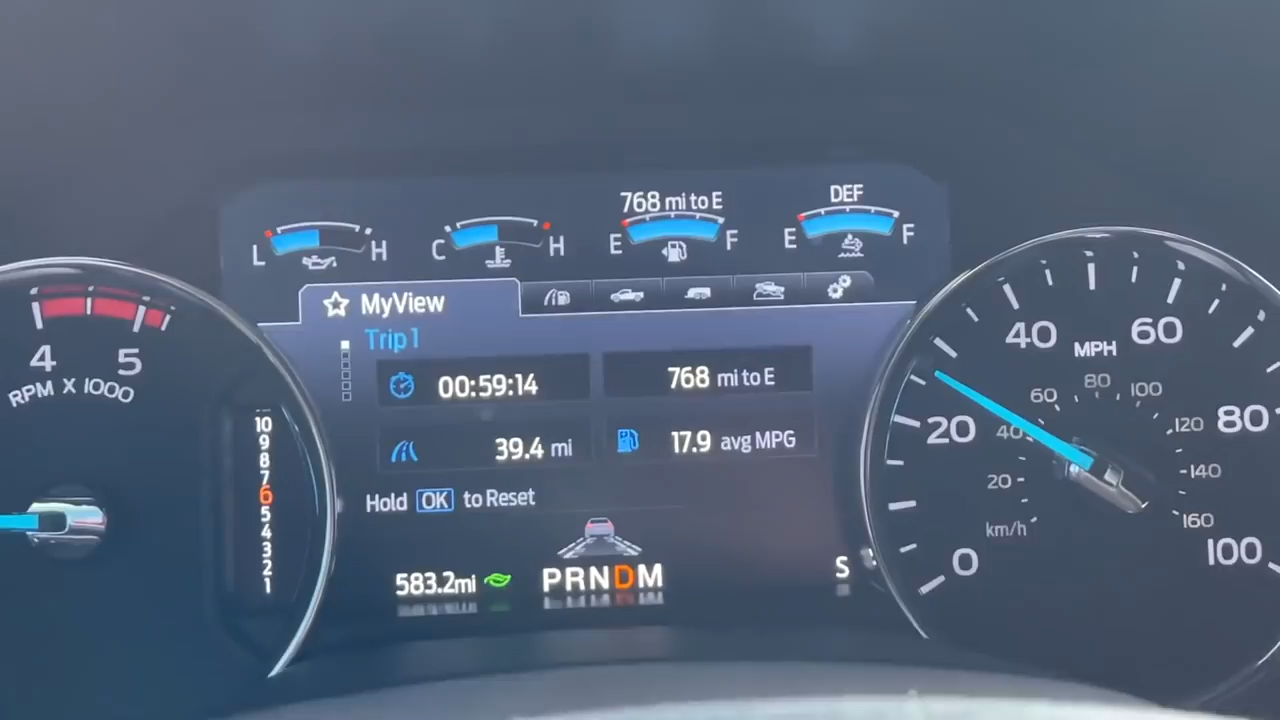 768 mi to E
DEF
L H
C H
E F
E F
MyView
Trip 1
00:59:14
768 mi to E
39.4 mi
17.9 avg MPG
Hold OK to Reset
583.2mi
PRNDM
S
4 5
RPM X 1000
10
9
8
7
6
5
4
3
2
1
0 20 40 60 80 100
MPH
20 40 60 80 100 120 140 160
km/h